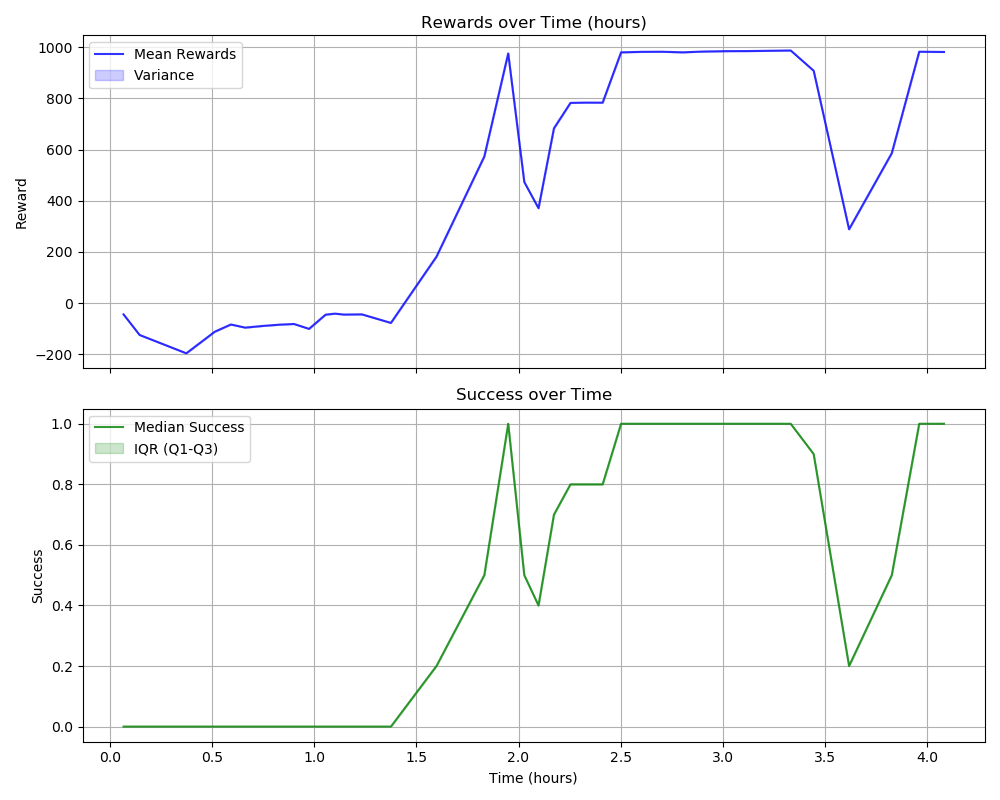 Rewards over Time (hours)
Mean Rewards
Variance
1000
800
600
400
200
0
−200
Reward
Success over Time
Median Success
IQR (Q1-Q3)
1.0
0.8
0.6
0.4
0.2
0.0
Success
0.0 0.5 1.0 1.5 2.0 2.5 3.0 3.5 4.0
Time (hours)